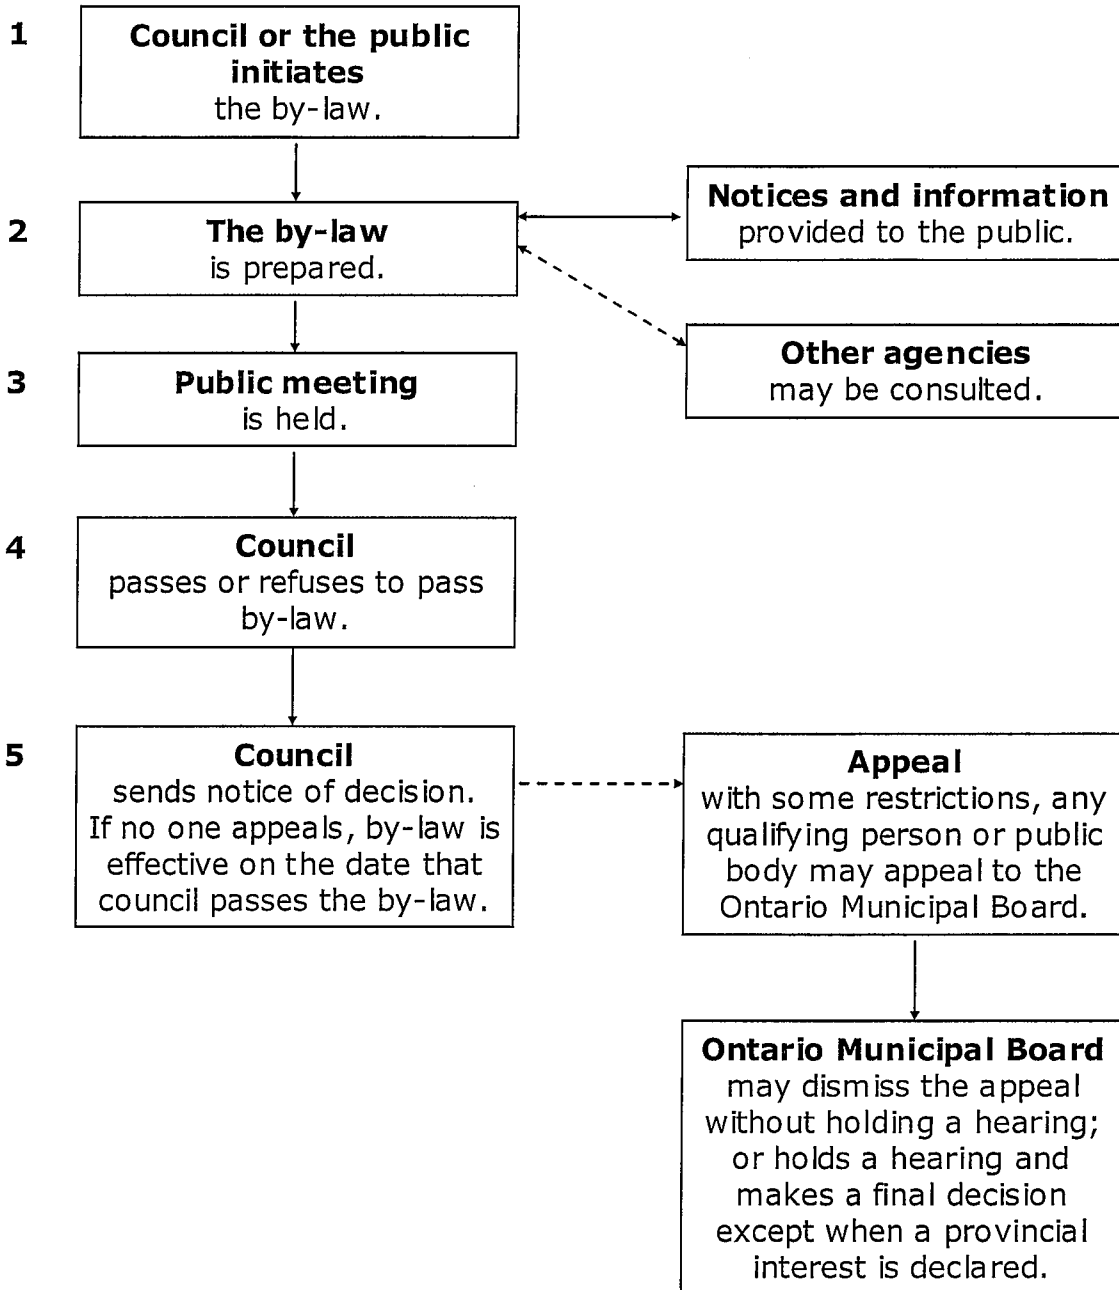 1
Council or the public
initiates
the by-law.
2
The by-law
is prepared.
Notices and information
provided to the public.
Other agencies
may be consulted.
3
Public meeting
is held.
4
Council
passes or refuses to pass
by-law.
5
Council
sends notice of decision.
If no one appeals, by-law is
effective on the date that
council passes the by-law.
Appeal
with some restrictions, any
qualifying person or public
body may appeal to the
Ontario Municipal Board.
Ontario Municipal Board
may dismiss the appeal
without holding a hearing;
or holds a hearing and
makes a final decision
except when a provincial
interest is declared.